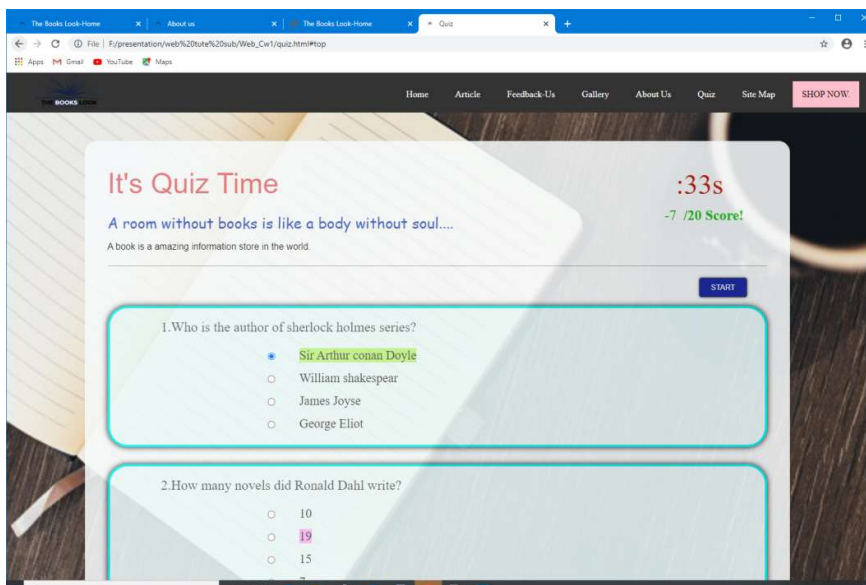 The Books Look-Home
About us
The Books Look-Home
Quiz
File F:/presentation/web%20tute%20sub/Web_Cw1/quiz.html#top
Apps Gmail YouTube Maps
THE BOOKS LOOK Home Article Feedback-Us Gallery About Us Quiz Site Map SHOP NOW.
It's Quiz Time
:33s
A room without books is like a body without soul....
-7 /20 Score!
A book is a amazing information store in the world.
START
1.Who is the author of sherlock holmes series?
Sir Arthur conan Doyle
William shakespear
James Joyse
George Eliot
2.How many novels did Ronald Dahl write?
10
19
15